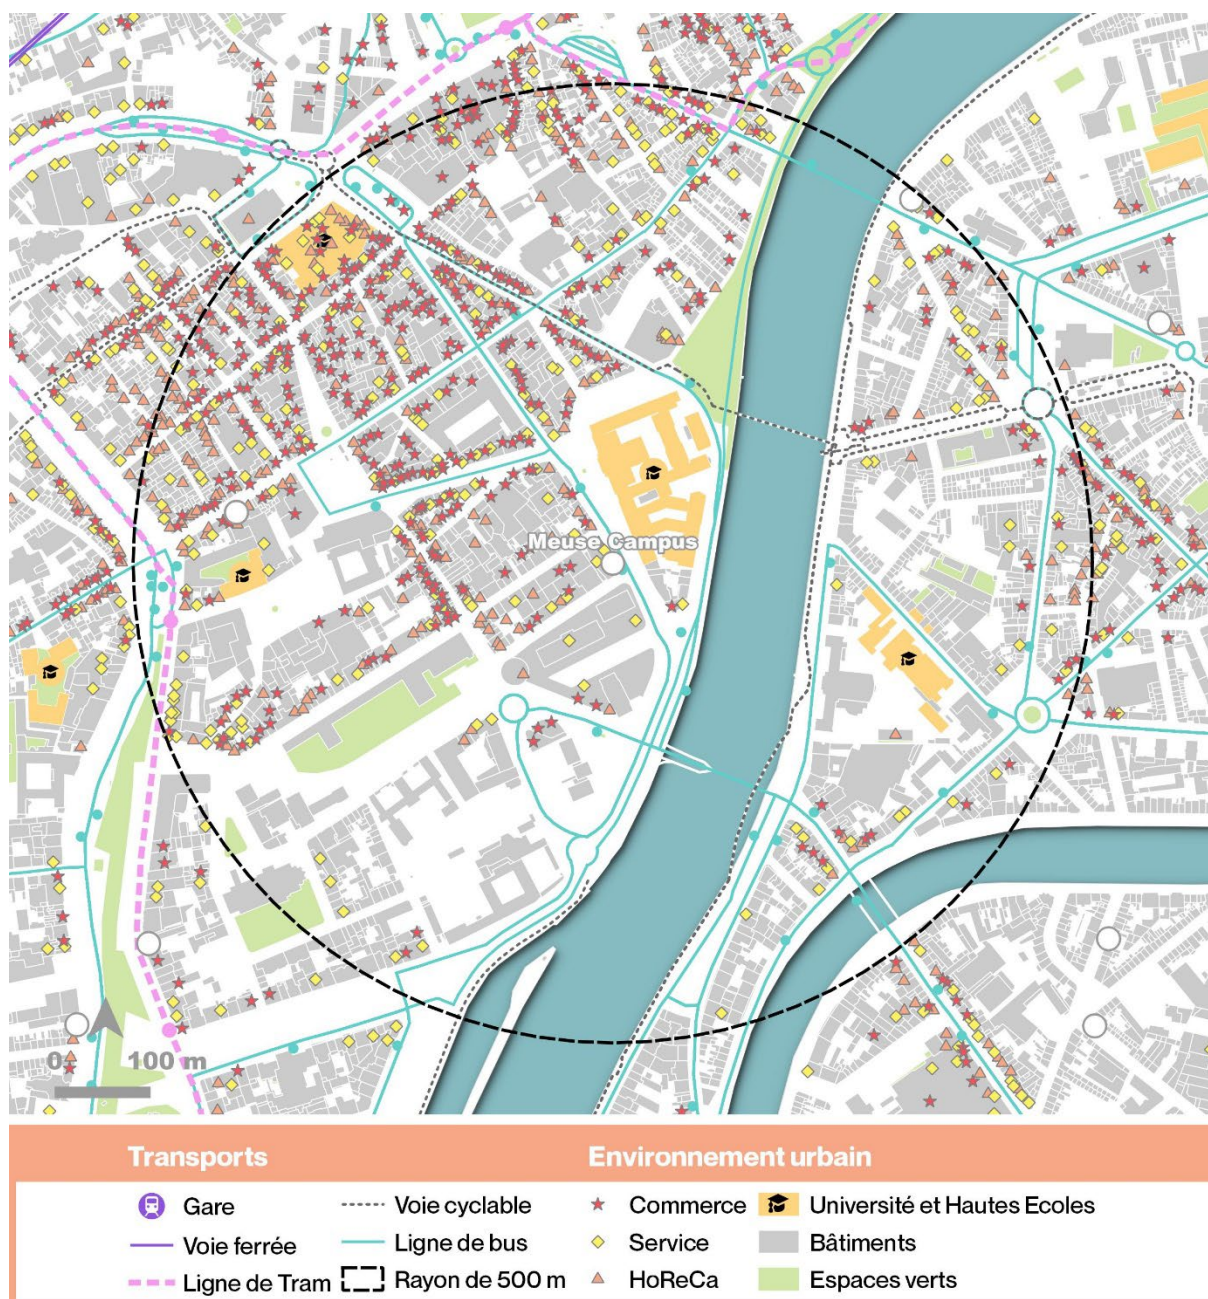 Meuse Campus
0 100 m
Transports
Environnement urbain
Gare
Voie cyclable
Commerce
Université et Hautes Ecoles
Voie ferrée
Ligne de bus
Service
Bâtiments
Ligne de Tram
Rayon de 500 m
HoReCa
Espaces verts